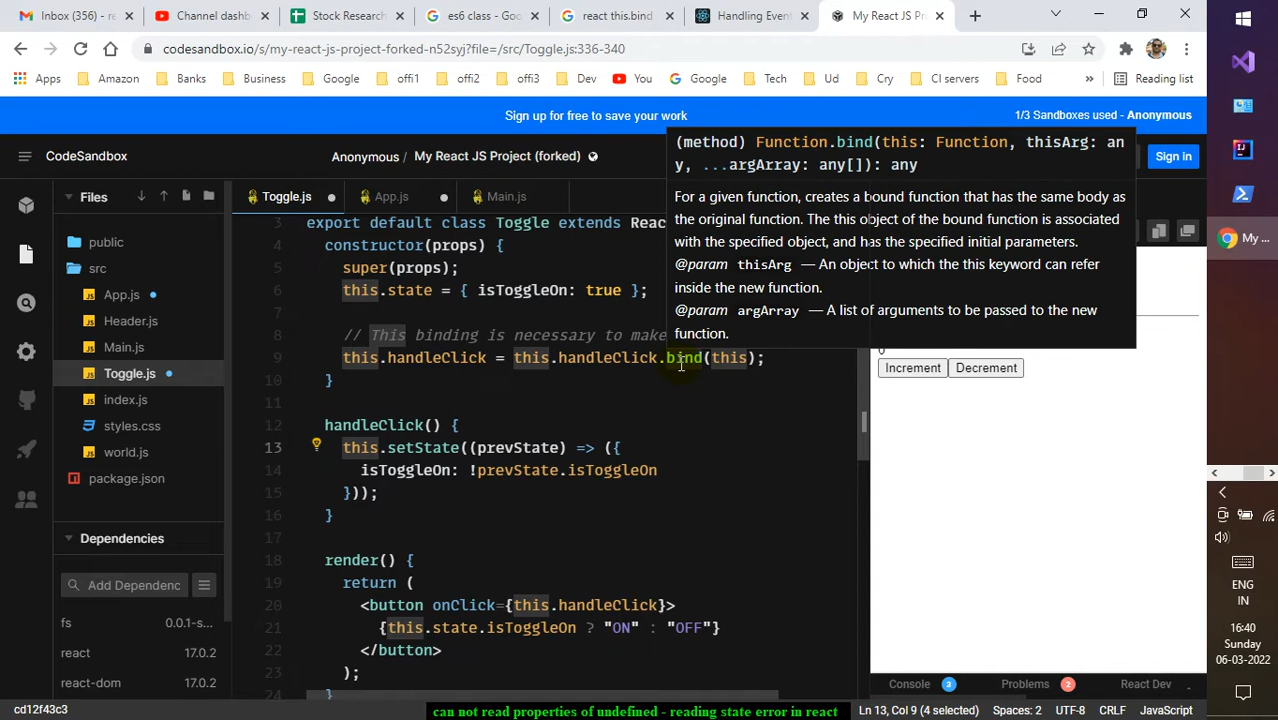 Inbox (356) - r
Channel dashb
Stock Research
es6 class - Goo
react this.bind
Handling Event
My React JS Pr
codesandbox.io/s/my-react-js-project-forked-n52syj?file=/src/Toggle.js:336-340
Apps Amazon Banks Business Google offi1 offi2 offi3 Dev You Google Tech Ud Cry CI servers Food » Reading list
Sign up for free to save your work
1/3 Sandboxes used - Anonymous
CodeSandbox
Anonymous / My React JS Project (forked)
Sign in
(method) Function.bind(this: Function, thisArg: an
y, ...argArray: any[]): any
For a given function, creates a bound function that has the same body as
the original function. The this object of the bound function is associated
with the specified object, and has the specified initial parameters.
@param thisArg — An object to which the this keyword can refer
inside the new function.
@param argArray — A list of arguments to be passed to the new
function.
Files
public
src
App.js
Header.js
Main.js
Toggle.js
index.js
styles.css
world.js
package.json
Dependencies
Add Dependenc
fs 0.0.1-s...
react 17.0.2
react-dom 17.0.2
Toggle.js App.js Main.js
3 export default class Toggle extends Reac
4 constructor(props) {
5 super(props);
6 this.state = { isToggleOn: true };
7
8 // This binding is necessary to make
9 this.handleClick = this.handleClick.bind(this);
10 }
11
12 handleClick() {
13 this.setState((prevState) => ({
14 isToggleOn: !prevState.isToggleOn
15 }));
16 }
17
18 render() {
19 return (
20 <button onClick={this.handleClick}>
21 {this.state.isToggleOn ? "ON" : "OFF"}
22 </button>
23 );
24 }
Increment Decrement
Console 3 Problems 2 React Dev
cd12f43c3
can not read properties of undefined - reading state error in react
Ln 13, Col 9 (4 selected) Spaces: 2 UTF-8 CRLF JavaScript
My ...
ENG
IN
16:40
Sunday
06-03-2022